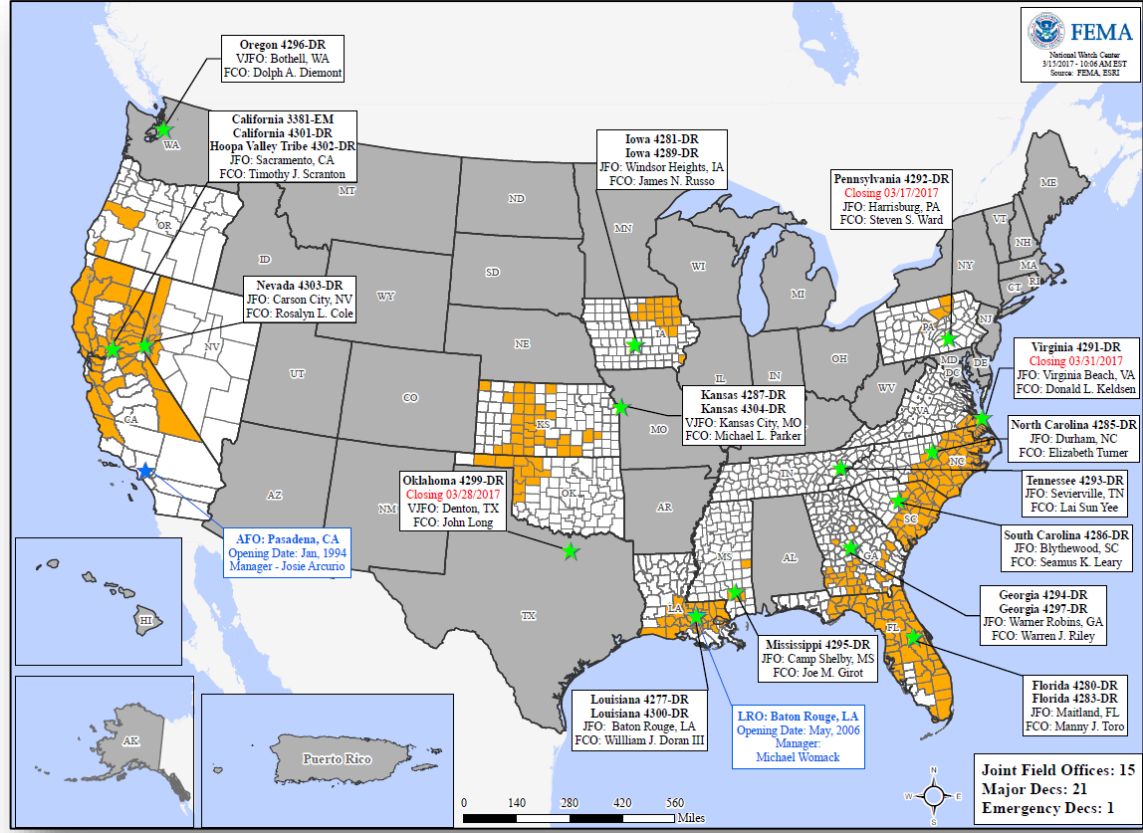 FEMA
National Watch Center
3/15/2017 - 10:06 AM EST
Source: FEMA, ESRI
Oregon 4296-DR
VJFO: Bothell, WA
FCO: Dolph A. Diemont
California 3381-EM
California 4301-DR
Hoopa Valley Tribe 4302-DR
JFO: Sacramento, CA
FCO: Timothy J. Scranton
Iowa 4281-DR
Iowa 4289-DR
JFO: Windsor Heights, IA
FCO: James N. Russo
Pennsylvania 4292-DR
Closing 03/17/2017
JFO: Harrisburg, PA
FCO: Steven S. Ward
Nevada 4303-DR
JFO: Carson City, NV
FCO: Rosalyn L. Cole
Virginia 4291-DR
Closing 03/31/2017
JFO: Virginia Beach, VA
FCO: Donald L. Keldsen
Kansas 4287-DR
Kansas 4304-DR
VJFO: Kansas City, MO
FCO: Michael L. Parker
North Carolina 4285-DR
JFO: Durham, NC
FCO: Elizabeth Turner
Oklahoma 4299-DR
Closing 03/28/2017
VJFO: Denton, TX
FCO: John Long
Tennessee 4293-DR
JFO: Sevierville, TN
FCO: Lai Sun Yee
South Carolina 4286-DR
JFO: Blythewood, SC
FCO: Seamus K. Leary
AFO: Pasadena, CA
Opening Date: Jan, 1994
Manager - Josie Arcurio
Georgia 4294-DR
Georgia 4297-DR
JFO: Warner Robins, GA
FCO: Warren J. Riley
Mississippi 4295-DR
JFO: Camp Shelby, MS
FCO: Joe M. Girot
Florida 4280-DR
Florida 4283-DR
JFO: Maitland, FL
FCO: Manny J. Toro
Louisiana 4277-DR
Louisiana 4300-DR
JFO: Baton Rouge, LA
FCO: Willliam J. Doran III
LRO: Baton Rouge, LA
Opening Date: May, 2006
Manager:
Michael Womack
WA
MT
ND
MN
ME
VT
NH
OR
ID
SD
WI
MI
NY
MA
RI
CT
WY
IA
PA
NJ
NV
NE
OH
MD
DE
DC
UT
CO
IL
IN
WV
VA
CA
KS
MO
NC
TN
AZ
NM
OK
AR
SC
MS
AL
GA
TX
LA
FL
HI
AK
Puerto Rico
0 140 280 420 560
Miles
N
W E
S
Joint Field Offices: 15
Major Decs: 21
Emergency Decs: 1